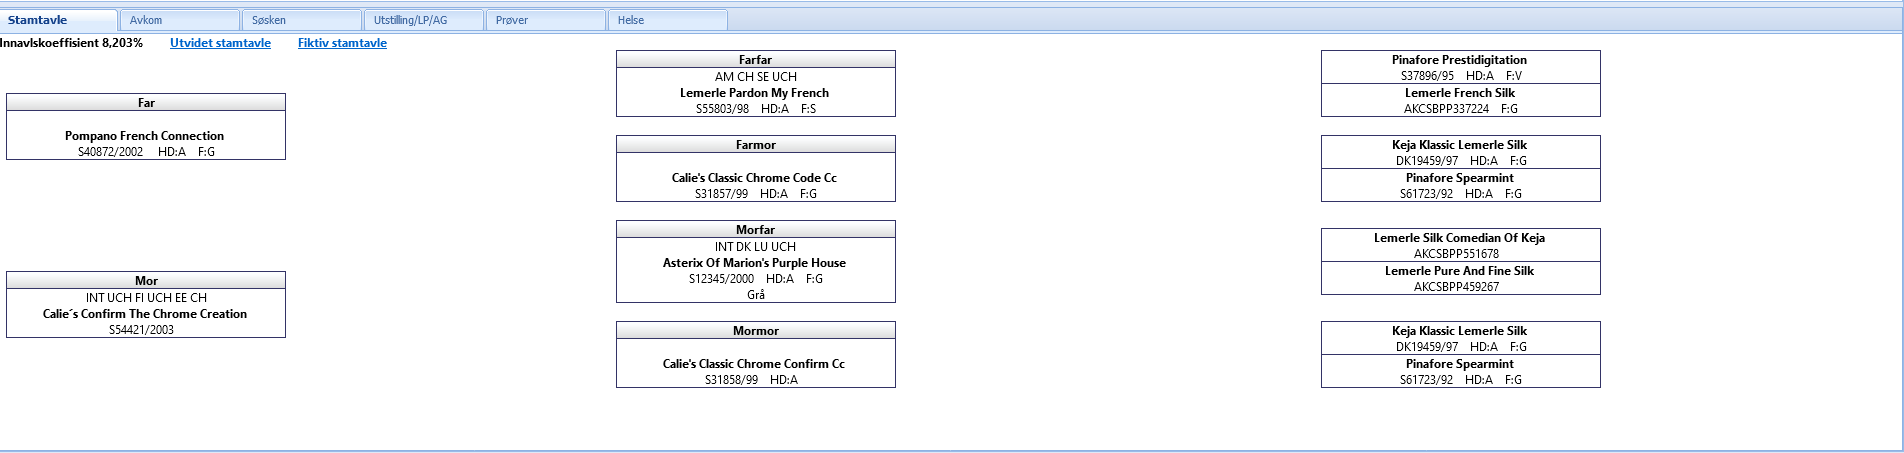 Stamtavle Avkom Søsken Utstilling/LP/AG Prøver Helse
Innavlskoeffisient 8,203% Utvidet stamtavle Fiktiv stamtavle
Far
Pompano French Connection
S40872/2002 HD:A F:G
Mor
INT UCH FI UCH EE CH
Calie´s Confirm The Chrome Creation
S54421/2003
Farfar
AM CH SE UCH
Lemerle Pardon My French
S55803/98 HD:A F:S
Farmor
Calie's Classic Chrome Code Cc
S31857/99 HD:A F:G
Morfar
INT DK LU UCH
Asterix Of Marion's Purple House
S12345/2000 HD:A F:G
Grå
Mormor
Calie's Classic Chrome Confirm Cc
S31858/99 HD:A
Pinafore Prestidigitation
S37896/95 HD:A F:V
Lemerle French Silk
AKCSBPP337224 F:G
Keja Klassic Lemerle Silk
DK19459/97 HD:A F:G
Pinafore Spearmint
S61723/92 HD:A F:G
Lemerle Silk Comedian Of Keja
AKCSBPP551678
Lemerle Pure And Fine Silk
AKCSBPP459267
Keja Klassic Lemerle Silk
DK19459/97 HD:A F:G
Pinafore Spearmint
S61723/92 HD:A F:G